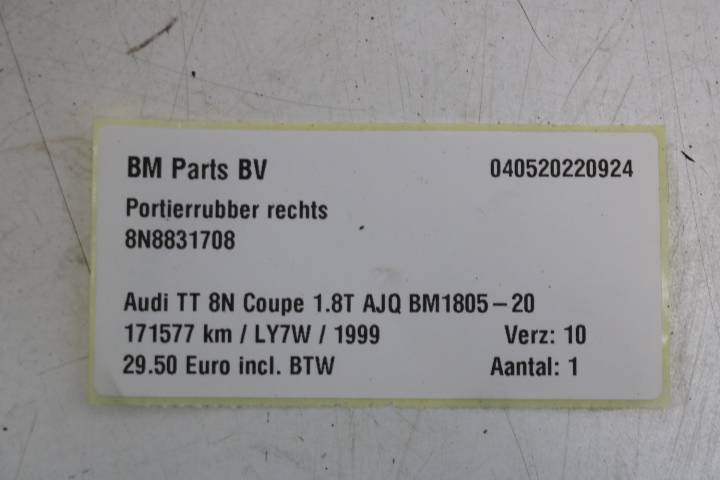 BM Parts BV 040520220924
Portierrubber rechts
8N8831708
Audi TT 8N Coupe 1.8T AJQ BM1805-20
171577 km / LY7W / 1999 Verz: 10
29.50 Euro incl. BTW Aantal: 1